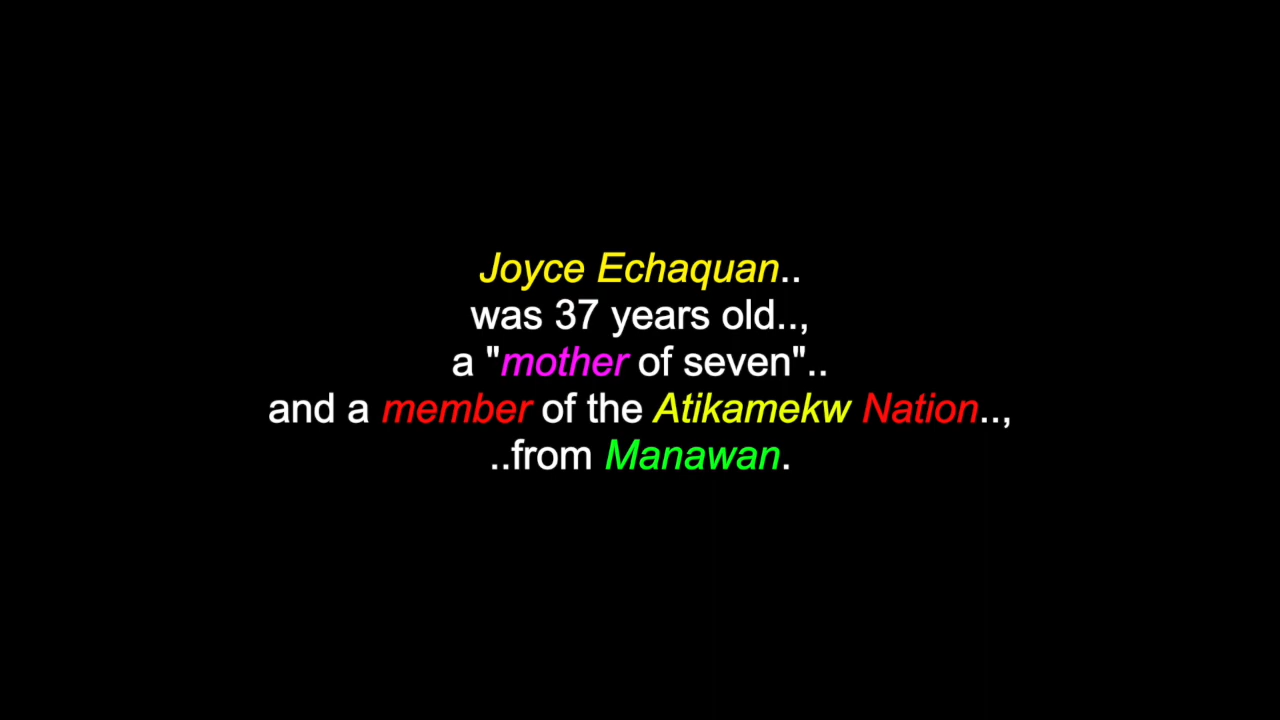 Joyce Echaquan..
was 37 years old..,
a "mother of seven"..
and a member of the Atikamekw Nation..,
..from Manawan.